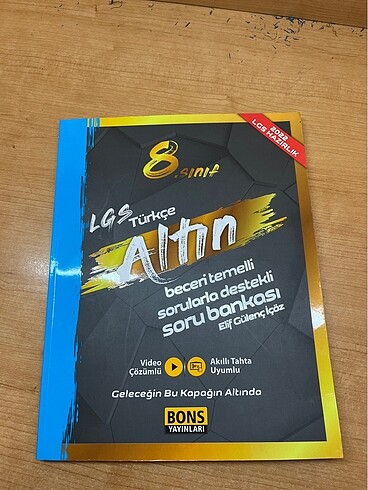 2022
LGS HAZIRLIK
8.sınıf
LGS Türkçe
Altın
beceri temelli
sorularla destekli
soru bankası
Elif Gülenç İçöz
Video
Çözümlü
Akıllı Tahta
Uyumlu
Geleceğin Bu Kapağın Altında
BONS
YAYINLARI